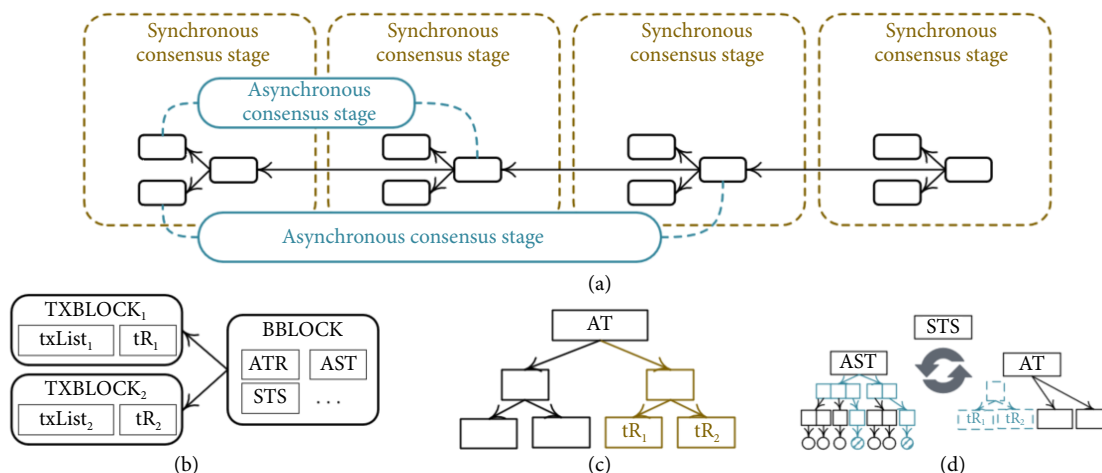 Synchronous
consensus stage
Synchronous
consensus stage
Synchronous
consensus stage
Synchronous
consensus stage
Asynchronous
consensus stage
Asynchronous consensus stage
(a)
TXBLOCK₁
txList₁ tR₁
TXBLOCK₂
txList₂ tR₂
BBLOCK
ATR AST
STS ...
(b)
AT
tR₁ tR₂
(c)
STS
AST
AT
tR₁ tR₂
(d)